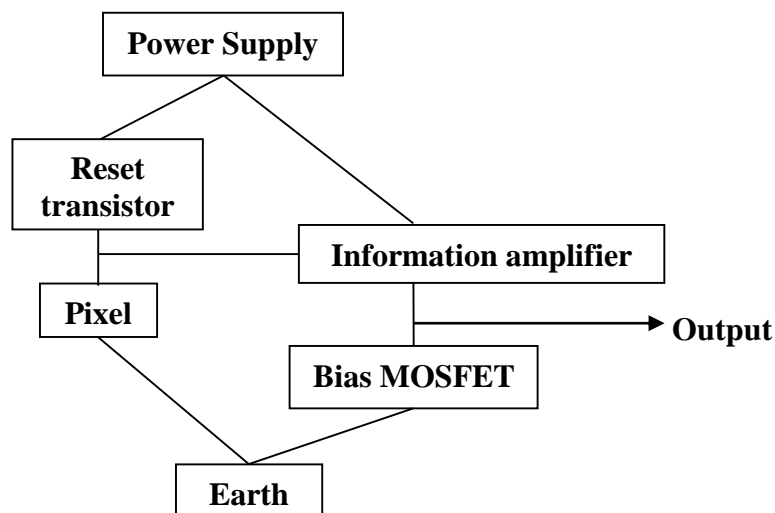 Power Supply
Reset
transistor
Information amplifier
Pixel
Output
Bias MOSFET
Earth